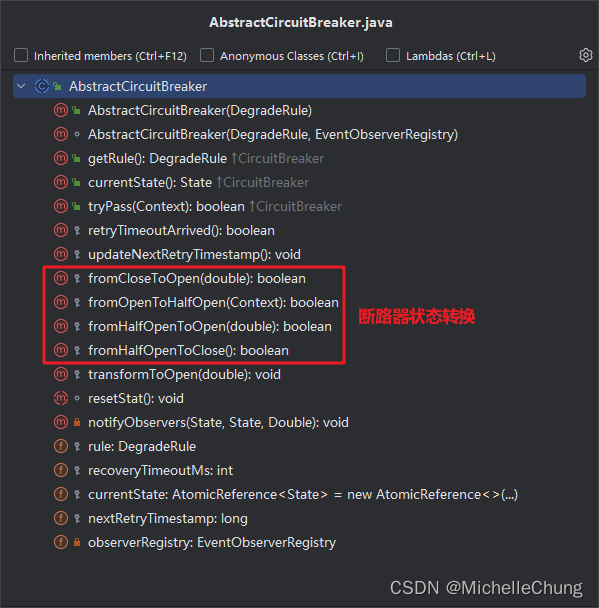 AbstractCircuitBreaker.java
Inherited members (Ctrl+F12) Anonymous Classes (Ctrl+I) Lambdas (Ctrl+L)
AbstractCircuitBreaker
AbstractCircuitBreaker(DegradeRule)
AbstractCircuitBreaker(DegradeRule, EventObserverRegistry)
getRule(): DegradeRule ↑CircuitBreaker
currentState(): State ↑CircuitBreaker
tryPass(Context): boolean ↑CircuitBreaker
retryTimeoutArrived(): boolean
updateNextRetryTimestamp(): void
fromCloseToOpen(double): boolean
fromOpenToHalfOpen(Context): boolean
fromHalfOpenToOpen(double): boolean
fromHalfOpenToClose(): boolean
断路器状态转换
transformToOpen(double): void
resetStat(): void
notifyObservers(State, State, Double): void
rule: DegradeRule
recoveryTimeoutMs: int
currentState: AtomicReference<State> = new AtomicReference<>(...)
nextRetryTimestamp: long
observerRegistry: EventObserverRegistry
CSDN @MichelleChung